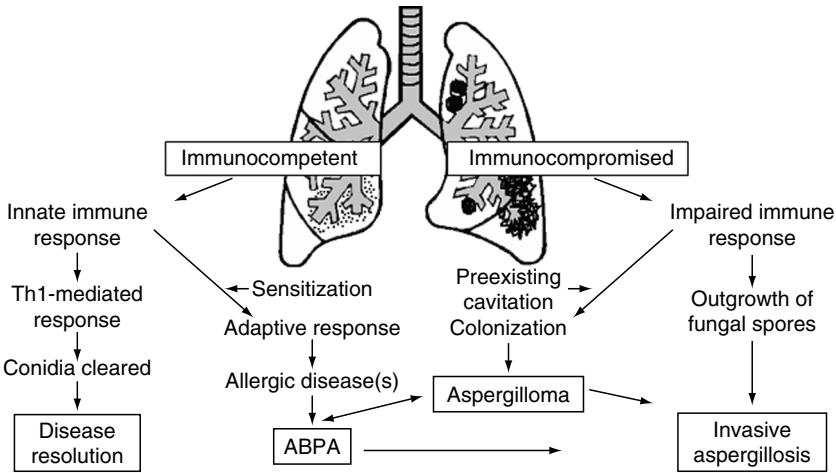 Immunocompetent
Immunocompromised
Innate immune
response
Impaired immune
response
Th1-mediated
response
Sensitization
Preexisting
cavitation
Colonization
Outgrowth of
fungal spores
Adaptive response
Conidia cleared
Allergic disease(s)
Aspergilloma
Disease
resolution
ABPA
Invasive
aspergillosis